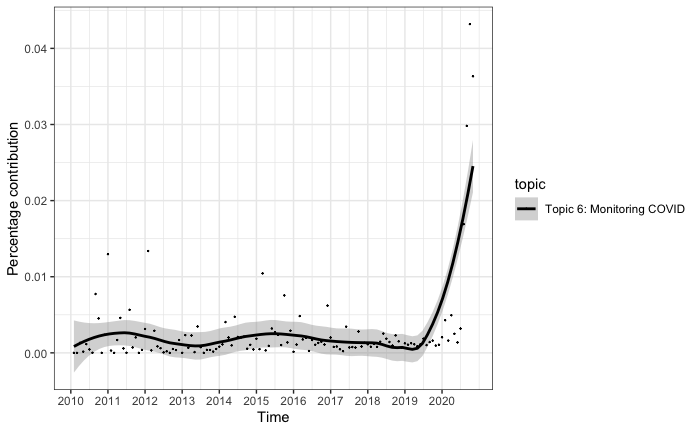 0.04
0.03
0.02
0.01
0.00
Percentage contribution
2010 2011 2012 2013 2014 2015 2016 2017 2018 2019 2020
Time
topic
Topic 6: Monitoring COVID